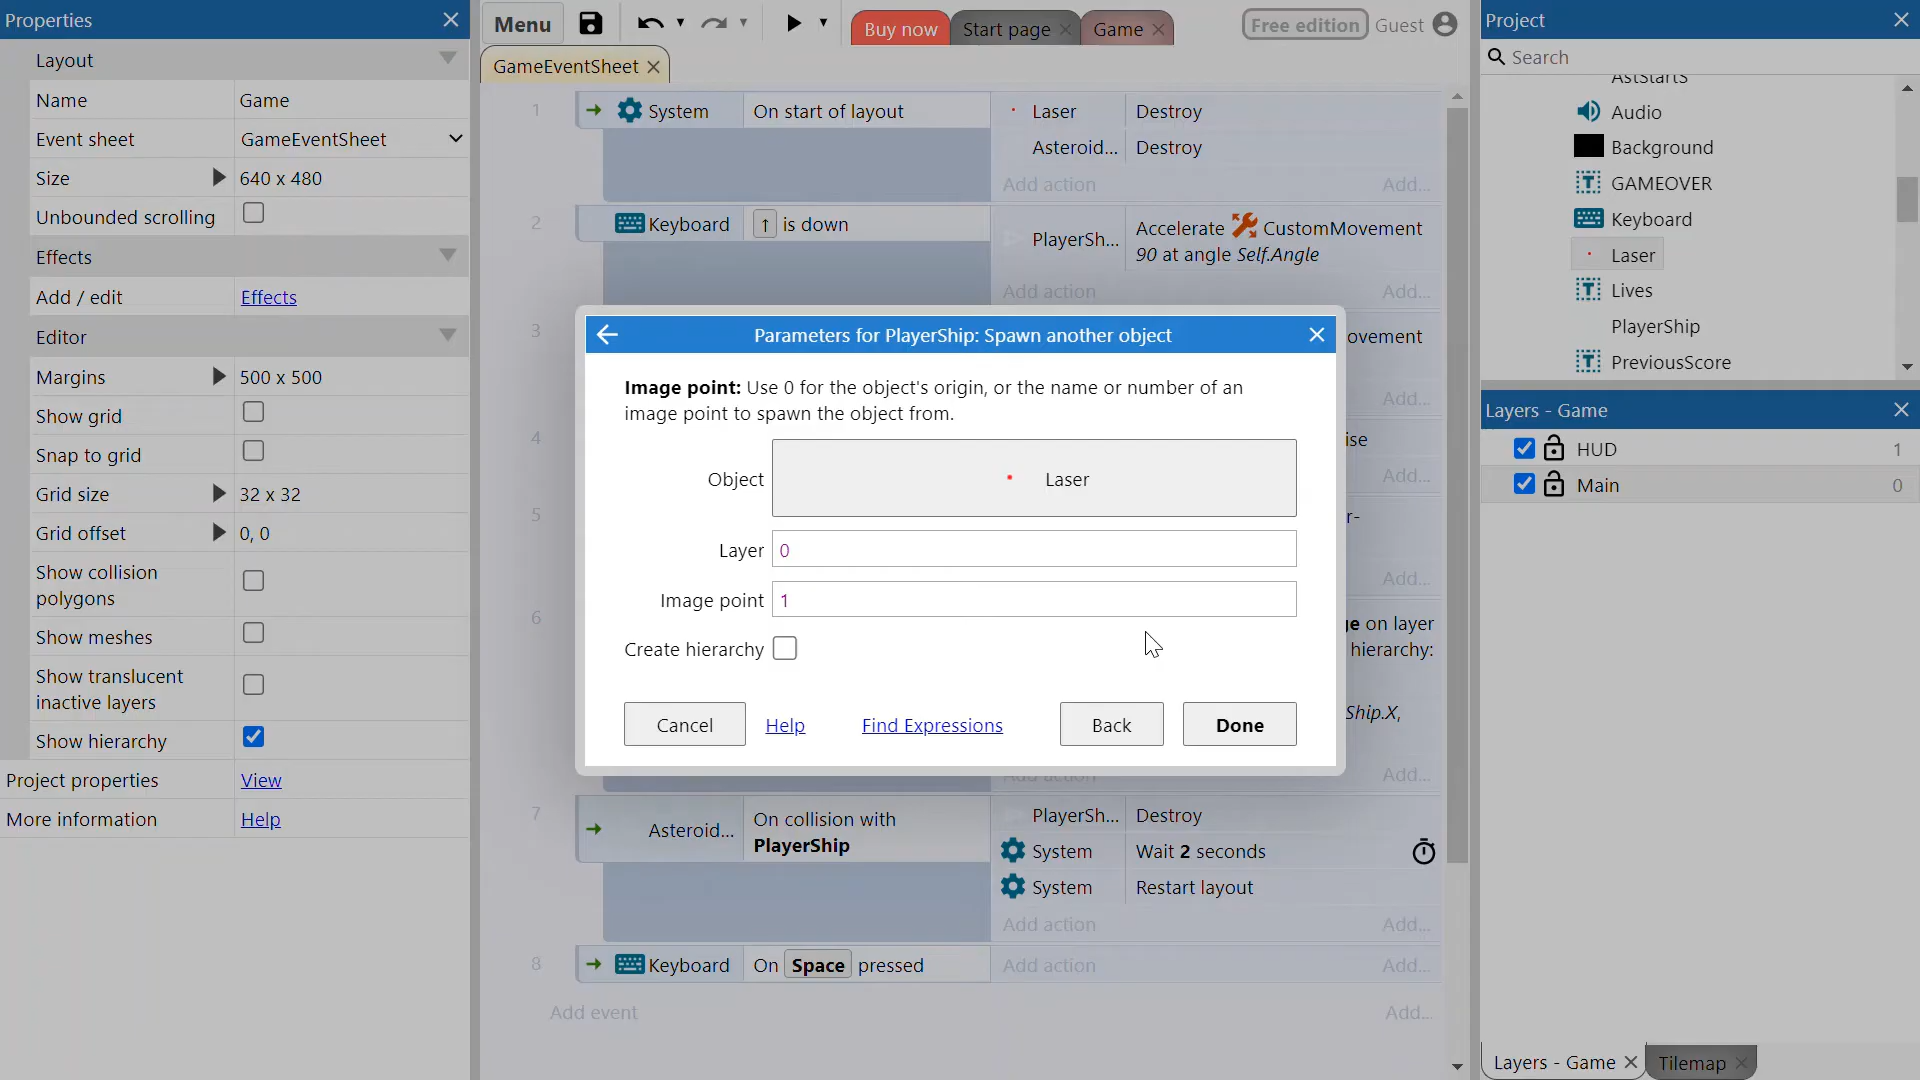 Properties
Layout
Name Game
Event sheet GameEventSheet
Size 640 x 480
Unbounded scrolling
Effects
Add / edit Effects
Editor
Margins 500 x 500
Show grid
Snap to grid
Grid size 32 x 32
Grid offset 0, 0
Show collision
polygons
Show meshes
Show translucent
inactive layers
Show hierarchy
Project properties View
More information Help
Menu
Buy now
Start page
Game
Free edition
Guest
GameEventSheet
1 System On start of layout Laser Destroy
Asteroid... Destroy
Add action Add...
2 Keyboard ↑ is down PlayerSh... Accelerate CustomMovement
90 at angle Self.Angle
Add action Add...
3 ovement
Add...
4 ise
Add...
5 r-
Add...
6 ge on layer
hierarchy:
Ship.X,
Add action Add...
7 Asteroid... On collision with
PlayerShip
PlayerSh... Destroy
System Wait 2 seconds
System Restart layout
Add action Add...
8 Keyboard On Space pressed Add action Add...
Add event Add...
Parameters for PlayerShip: Spawn another object
Image point: Use 0 for the object's origin, or the name or number of an
image point to spawn the object from.
Object Laser
Layer 0
Image point 1
Create hierarchy
Cancel Help Find Expressions Back Done
Project
Search
AstStartS
Audio
Background
GAMEOVER
Keyboard
Laser
Lives
PlayerShip
PreviousScore
Layers - Game
HUD 1
Main 0
Layers - Game
Tilemap